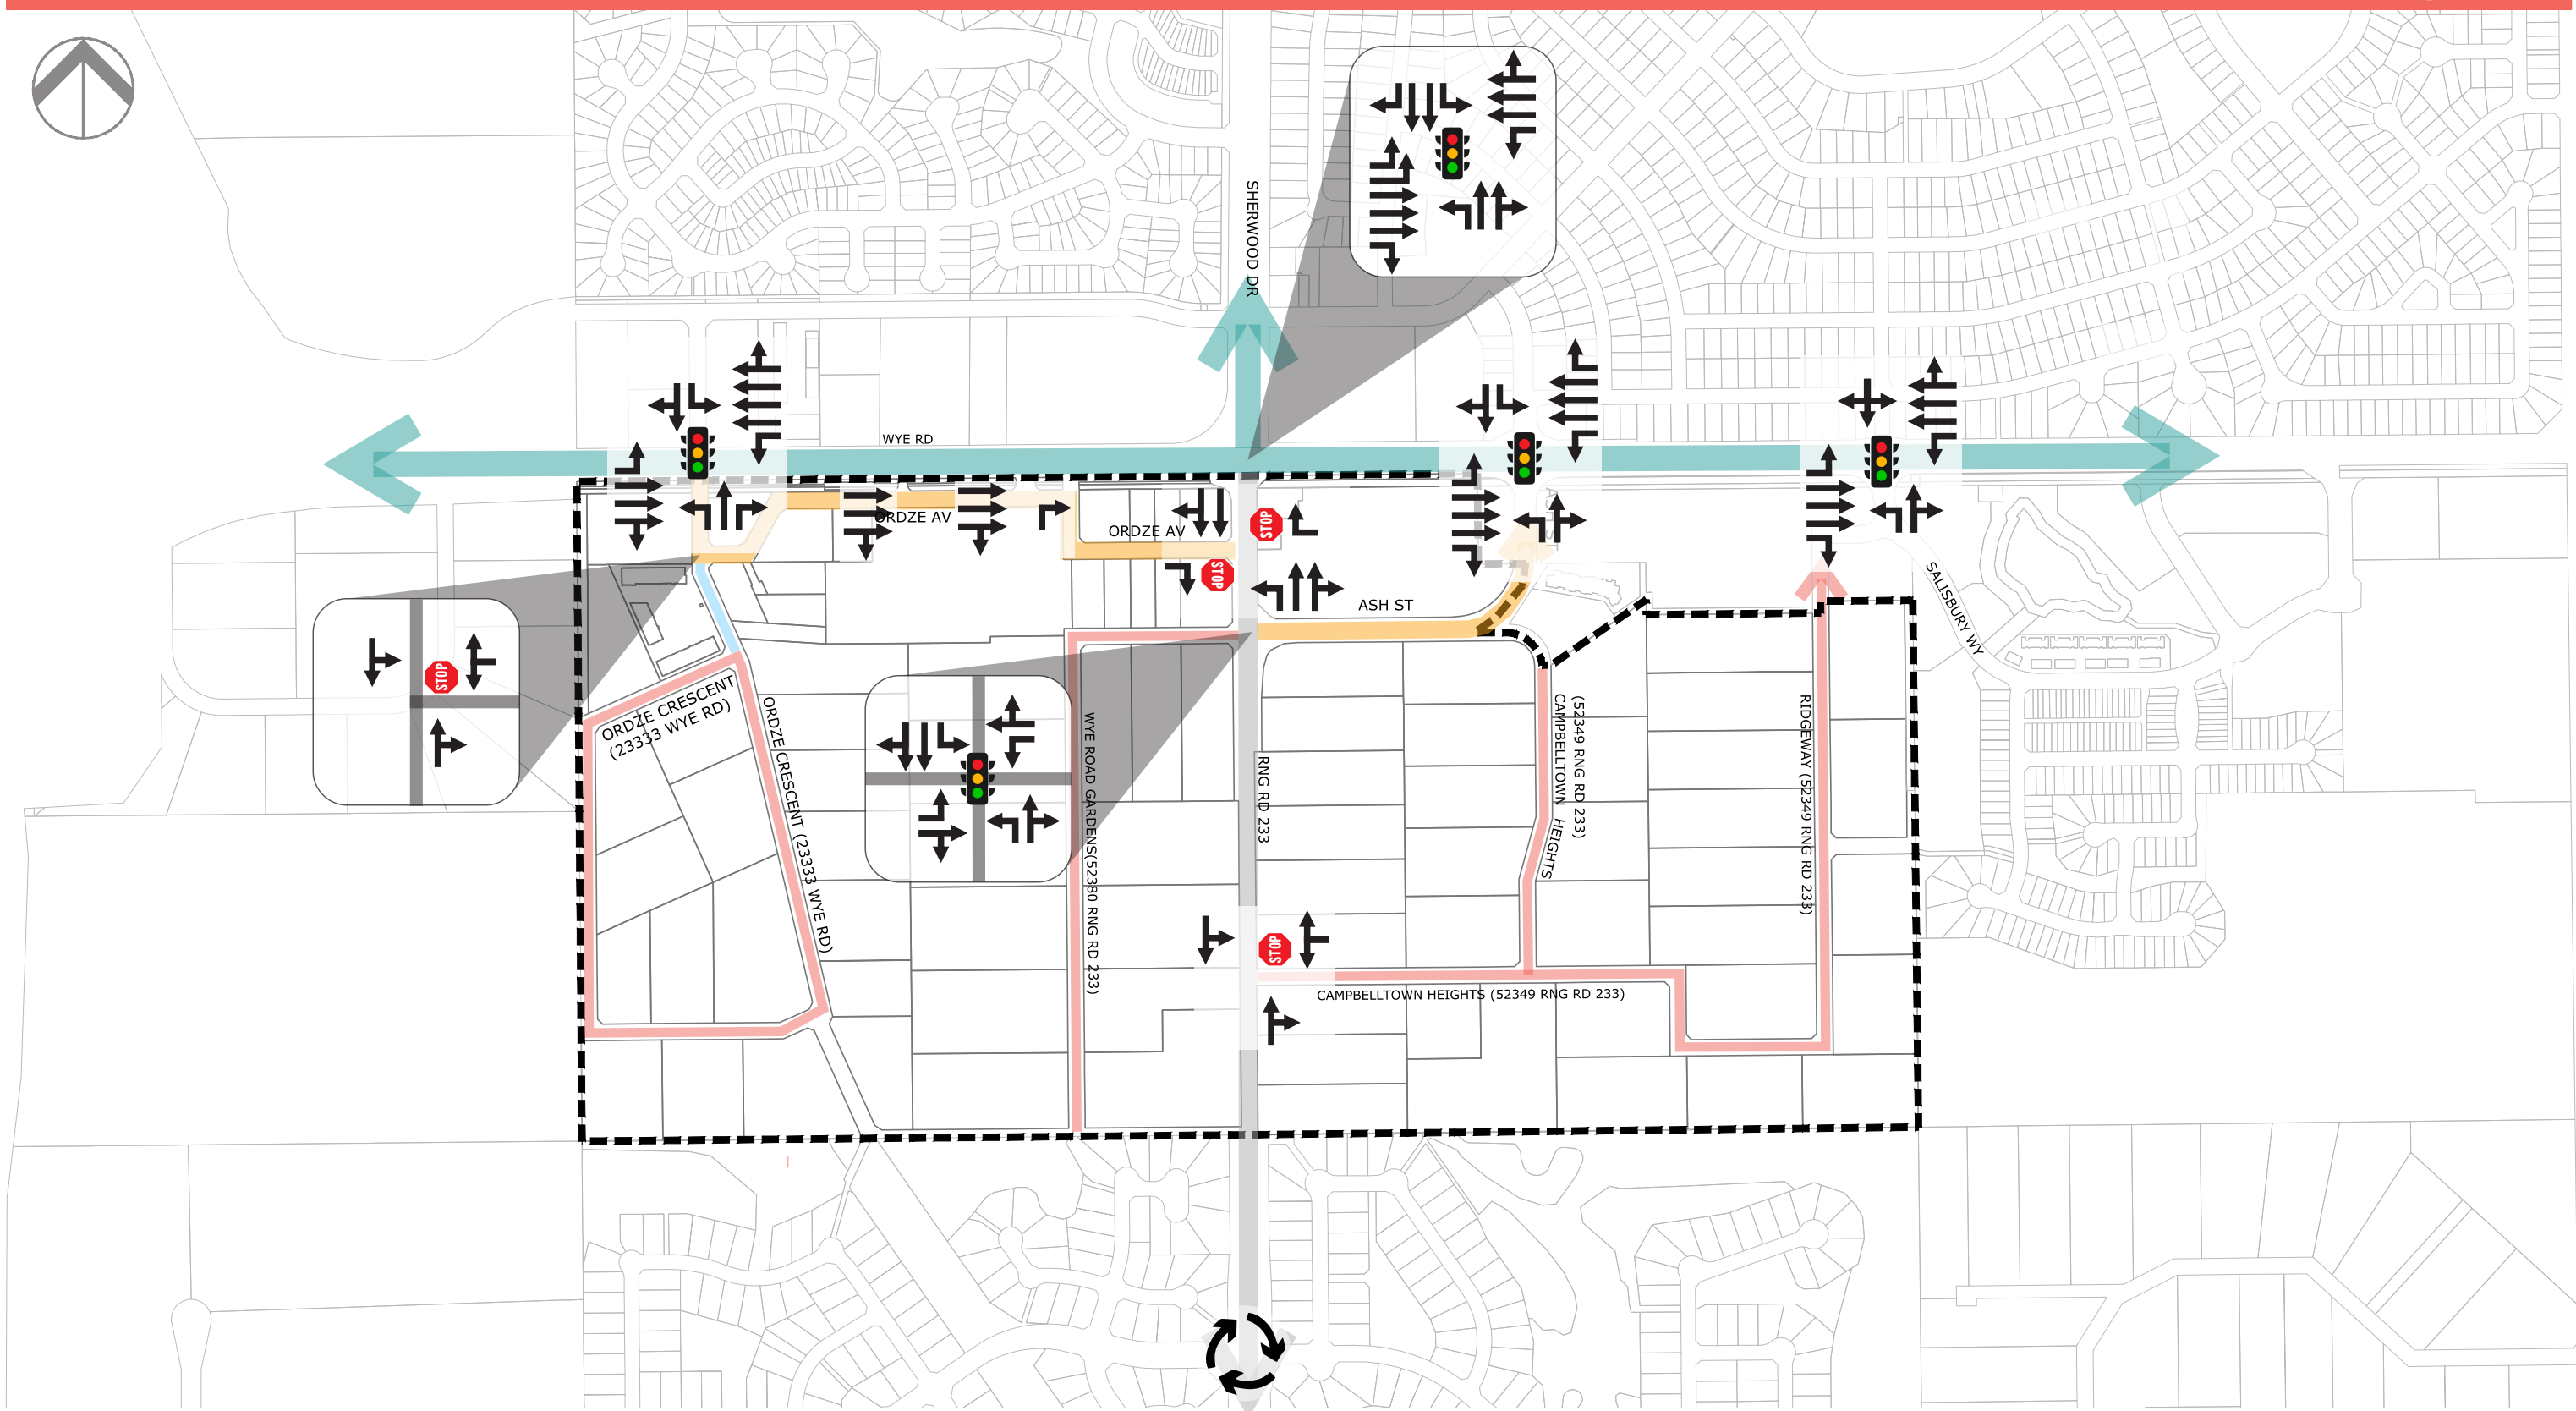 SHERWOOD DR
WYE RD
ORDZE AV
ORDZE AV
STOP
STOP
ASH ST
ASH ST
SALISBURY WY
STOP
ORDZE CRESCENT
(23333 WYE RD)
ORDZE CRESCENT (23333 WYE RD)
WYE ROAD GARDENS(52380 RNG RD 233)
RNG RD 233
CAMPBELLTOWN HEIGHTS
(52349 RNG RD 233)
RIDGEWAY (52349 RNG RD 233)
STOP
CAMPBELLTOWN HEIGHTS (52349 RNG RD 233)